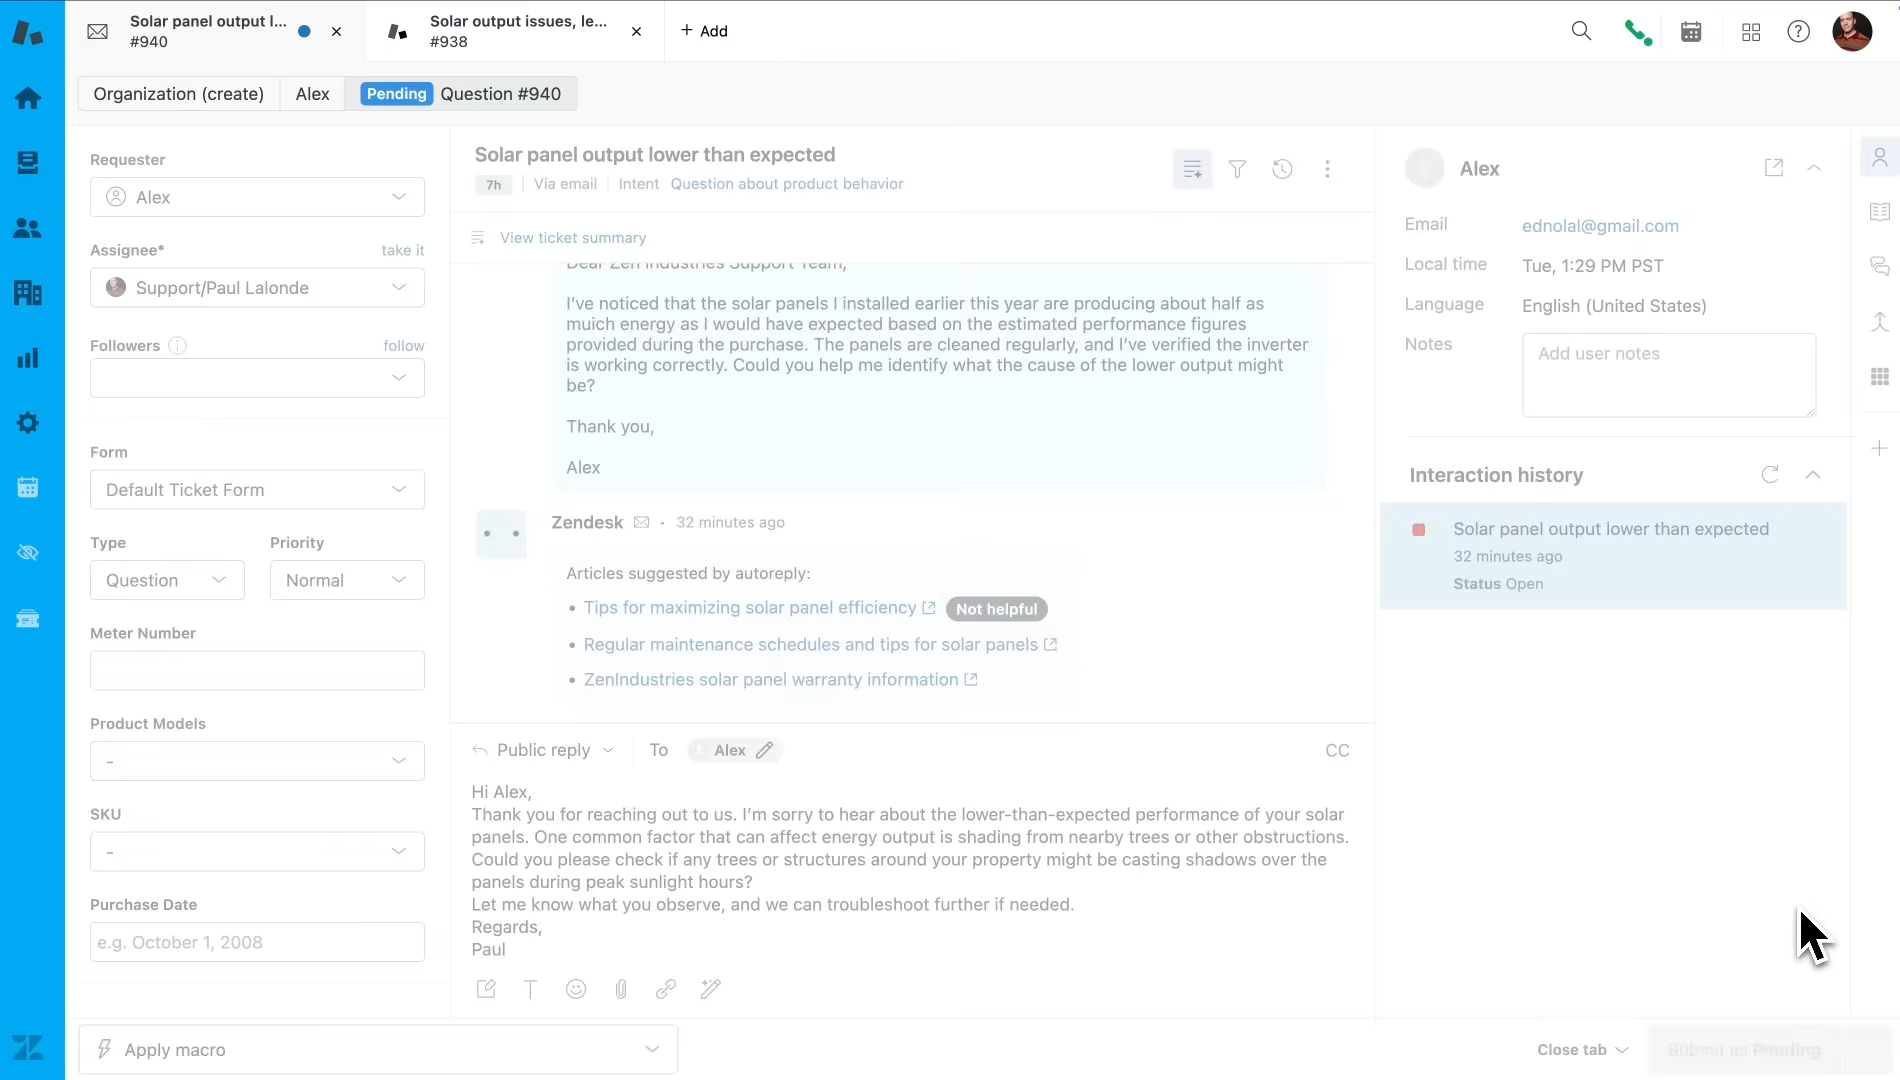 Solar panel output l...
#940
Solar output issues, le...
#938
+ Add
Organization (create)
Alex
Pending Question #940
Requester
Alex
Assignee*
take it
Support/Paul Lalonde
Followers
follow
Form
Default Ticket Form
Type
Priority
Question
Normal
Meter Number
Product Models
-
SKU
-
Purchase Date
e.g. October 1, 2008
Solar panel output lower than expected
7h
Via email
Intent Question about product behavior
View ticket summary
Dear Zen Industries Support Team,
I've noticed that the solar panels I installed earlier this year are producing about half as
muich energy as I would have expected based on the estimated performance figures
provided during the purchase. The panels are cleaned regularly, and I've verified the inverter
is working correctly. Could you help me identify what the cause of the lower output might
be?
Thank you,
Alex
Zendesk • 32 minutes ago
Articles suggested by autoreply:
• Tips for maximizing solar panel efficiency Not helpful
• Regular maintenance schedules and tips for solar panels
• ZenIndustries solar panel warranty information
Public reply
To
Alex
CC
Hi Alex,
Thank you for reaching out to us. I'm sorry to hear about the lower-than-expected performance of your solar
panels. One common factor that can affect energy output is shading from nearby trees or other obstructions.
Could you please check if any trees or structures around your property might be casting shadows over the
panels during peak sunlight hours?
Let me know what you observe, and we can troubleshoot further if needed.
Regards,
Paul
Alex
Email
ednolal@gmail.com
Local time
Tue, 1:29 PM PST
Language
English (United States)
Notes
Add user notes
Interaction history
Solar panel output lower than expected
32 minutes ago
Status Open
Apply macro
Close tab
Submit as Pending